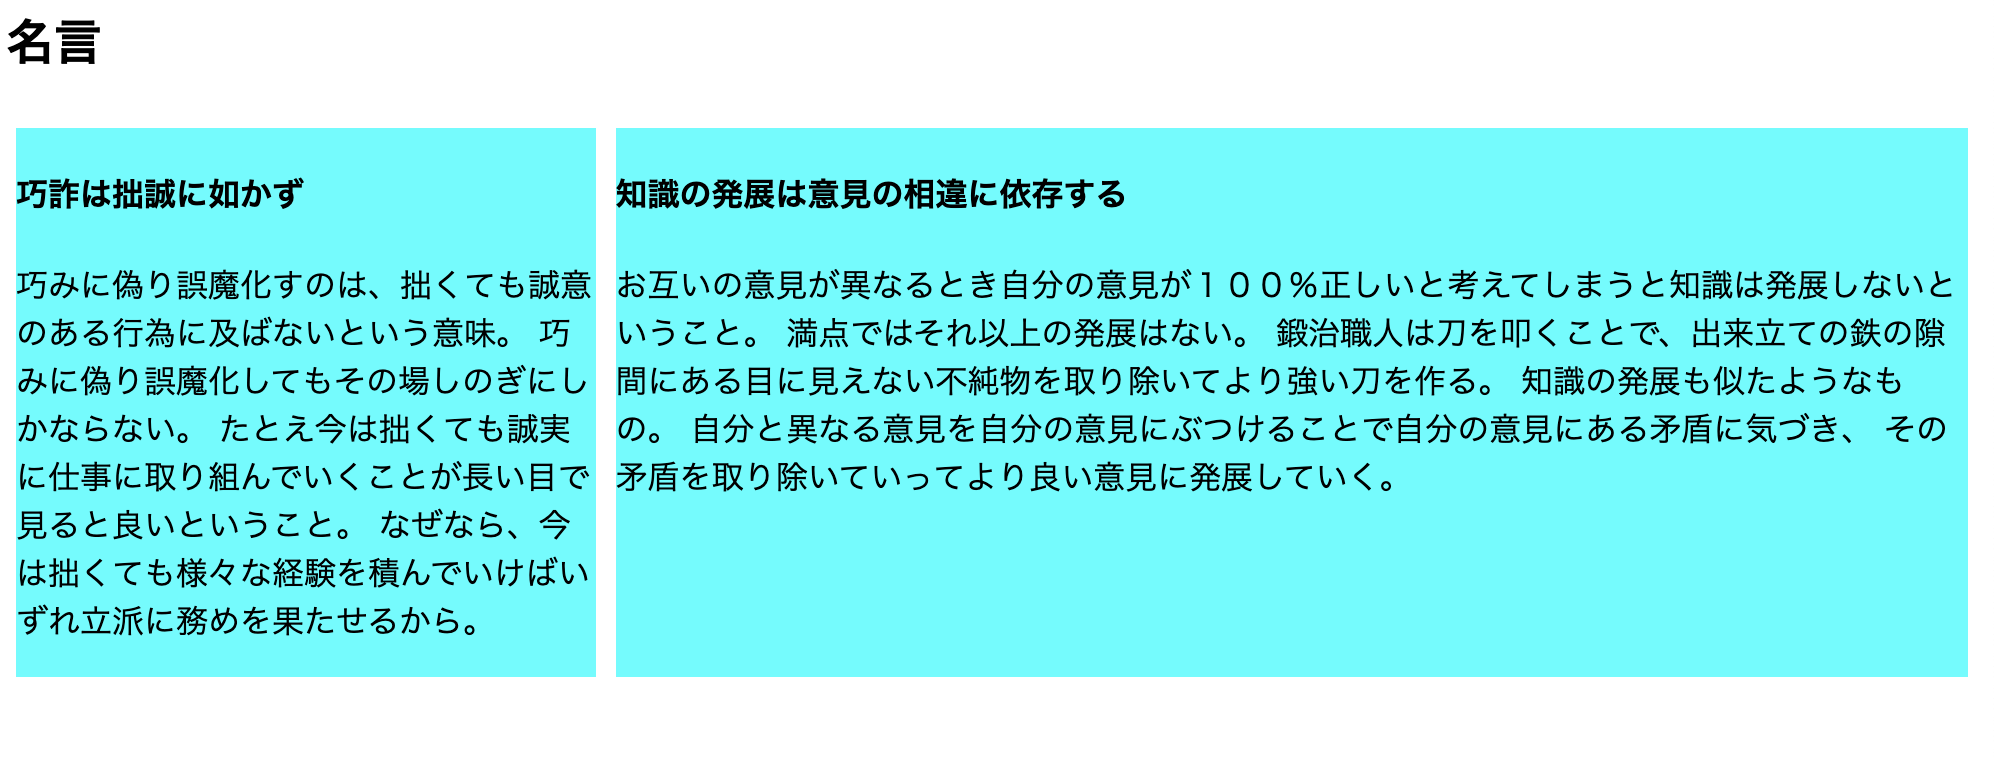 名言
巧詐は拙誠に如かず
巧みに偽り誤魔化すのは、拙くても誠意
のある行為に及ばないという意味。 巧
みに偽り誤魔化してもその場しのぎにし
かならない。 たとえ今は拙くても誠実
に仕事に取り組んでいくことが長い目で
見ると良いということ。 なぜなら、今
は拙くても様々な経験を積んでいけばい
ずれ立派に務めを果たせるから。
知識の発展は意見の相違に依存する
お互いの意見が異なるとき自分の意見が１００％正しいと考えてしまうと知識は発展しないと
いうこと。 満点ではそれ以上の発展はない。 鍛治職人は刀を叩くことで、出来立ての鉄の隙
間にある目に見えない不純物を取り除いてより強い刀を作る。 知識の発展も似たようなも
の。 自分と異なる意見を自分の意見にぶつけることで自分の意見にある矛盾に気づき、 その
矛盾を取り除いていってより良い意見に発展していく。